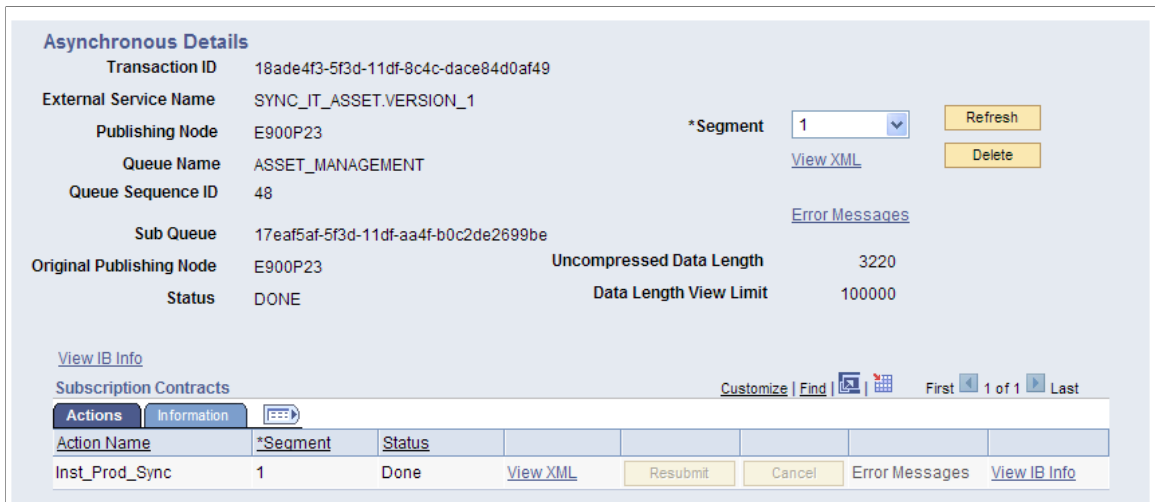 Asynchronous Details
Transaction ID 18ade4f3-5f3d-11df-8c4c-dace84d0af49
External Service Name SYNC_IT_ASSET.VERSION_1
Publishing Node E900P23 *Segment 1 Refresh
Queue Name ASSET_MANAGEMENT View XML Delete
Queue Sequence ID 48
Error Messages
Sub Queue 17eaf5af-5f3d-11df-aa4f-b0c2de2699be
Original Publishing Node E900P23 Uncompressed Data Length 3220
Status DONE Data Length View Limit 100000
View IB Info
Subscription Contracts Customize | Find | | First 1 of 1 Last
Actions Information
Action Name *Segment Status
Inst_Prod_Sync 1 Done View XML Resubmit Cancel Error Messages View IB Info